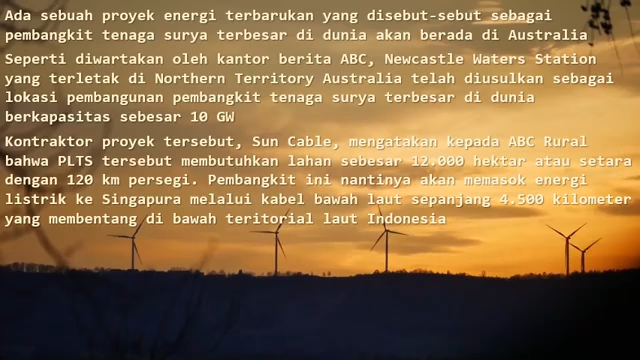 Ada sebuah proyek energi terbarukan yang disebut-sebut sebagai
pembangkit tenaga surya terbesar di dunia akan berada di Australia
Seperti diwartakan oleh kantor berita ABC, Newcastle Waters Station
yang terletak di Northern Territory Australia telah diusulkan sebagai
lokasi pembangunan pembangkit tenaga surya terbesar di dunia
berkapasitas sebesar 10 GW
Kontraktor proyek tersebut, Sun Cable, mengatakan kepada ABC Rural
bahwa PLTS tersebut membutuhkan lahan sebesar 12.000 hektar atau setara
dengan 120 km persegi. Pembangkit ini nantinya akan memasok energi
listrik ke Singapura melalui kabel bawah laut sepanjang 4.500 kilometer
yang membentang di bawah teritorial laut Indonesia